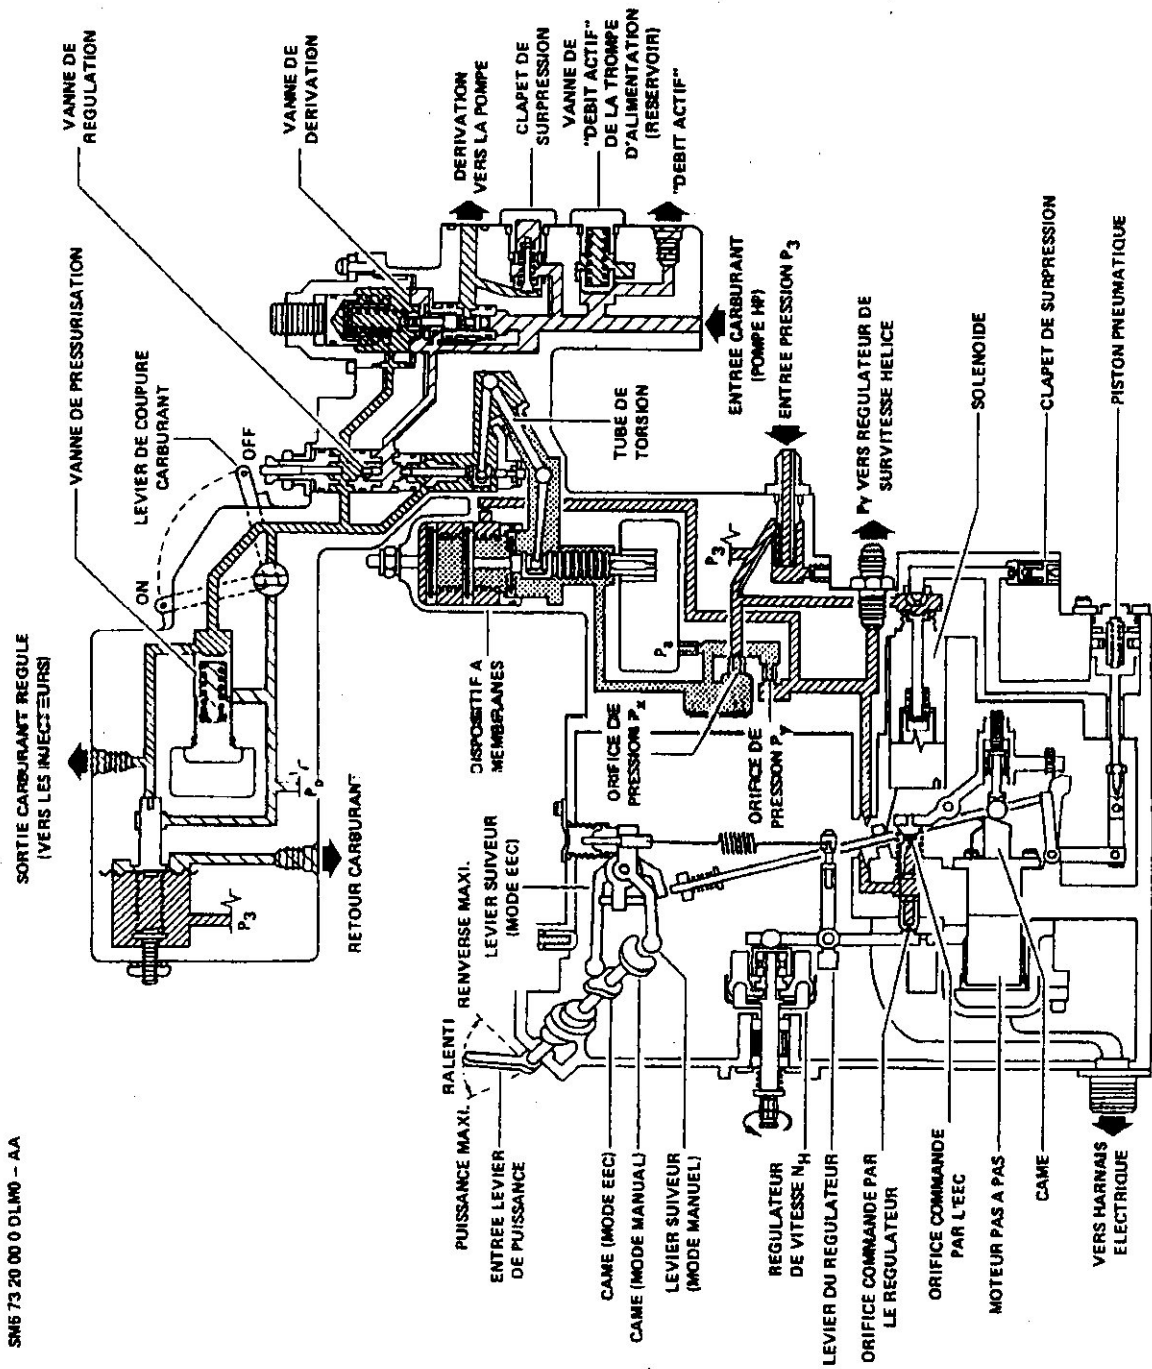 SM6 73 20 00 0 DLM0 – AA
SORTIE CARBURANT REGULE
(VERS LES INJECTEURS)
VANNE DE PRESSURISATION
LEVIER DE COUPURE
CARBURANT
ON
OFF
VANNE DE
REGULATION
VANNE DE
DERIVATION
DERIVATION
VERS LA POMPE
CLAPET DE
SURPRESSION
VANNE DE
"DEBIT ACTIF"
DE LA TROMPE
D'ALIMENTATION
(RESERVOIR)
"DEBIT ACTIF"
ENTREE CARBURANT
(POMPE HP)
ENTREE PRESSION P3
TUBE DE
TORSION
P3
P3
RETOUR CARBURANT
DISPOSITIF A
MEMBRANES
ORIFICE DE
PRESSION Px
ORIFICE DE
PRESSION Py
Py VERS REGULATEUR DE
SURVITESSE HELICE
SOLENOIDE
CLAPET DE SURPRESSION
PISTON PNEUMATIQUE
PUISSANCE MAXI.
RALENTI
RENVERSE MAXI.
LEVIER SUIVEUR
(MODE EEC)
ENTREE LEVIER
DE PUISSANCE
CAME (MODE EEC)
CAME (MODE MANUAL)
LEVIER SUIVEUR
(MODE MANUEL)
REGULATEUR
DE VITESSE NH
LEVIER DU REGULATEUR
ORIFICE COMMANDE PAR
LE REGULATEUR
ORIFICE COMMANDE
PAR L'EEC
MOTEUR PAS A PAS
CAME
VERS HARNAIS
ELECTRIQUE